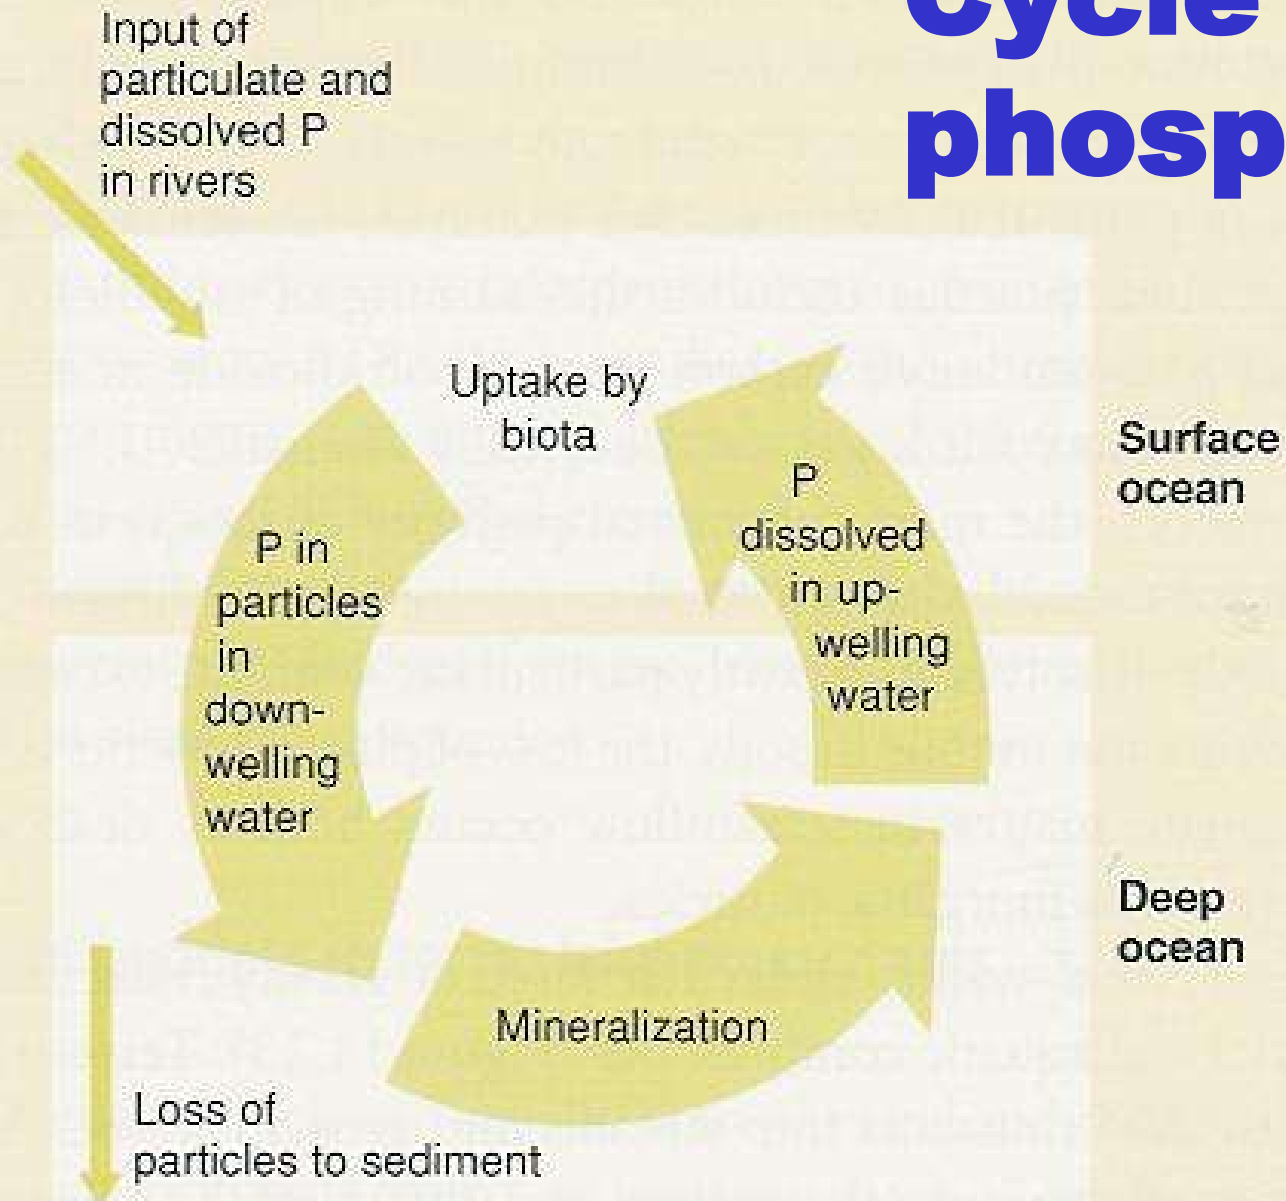 Input of
particulate and
dissolved P
in rivers
Cycle
phosp
Uptake by
biota
P in
particles
in
down-
welling
water
P
dissolved
in up-
welling
water
Surface
ocean
Mineralization
Deep
ocean
Loss of
particles to sediment